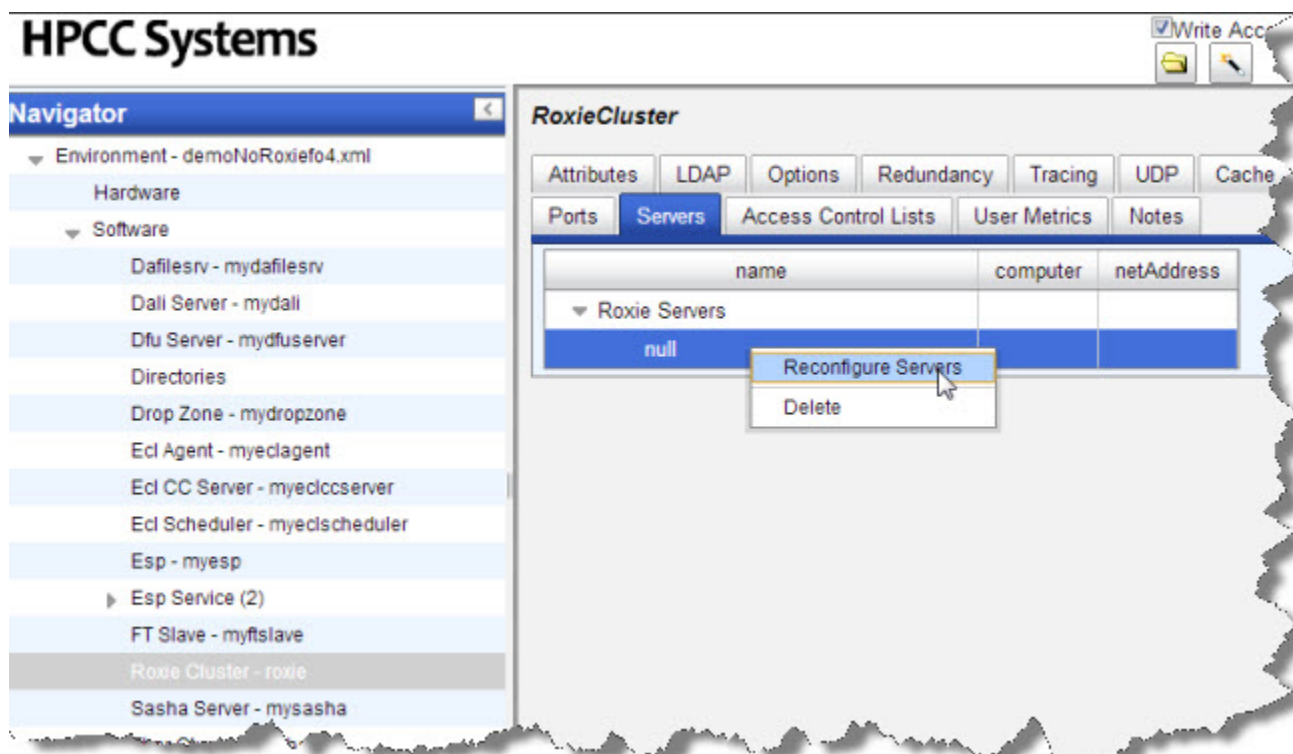 HPCC Systems
Write Acc
Navigator
Environment - demoNoRoxiefo4.xml
Hardware
Software
Dafilesrv - mydafilesrv
Dali Server - mydali
Dfu Server - mydfuserver
Directories
Drop Zone - mydropzone
Ecl Agent - myeclagent
Ecl CC Server - myeclccserver
Ecl Scheduler - myeclscheduler
Esp - myesp
Esp Service (2)
FT Slave - myftslave
Roxie Cluster - roxie
Sasha Server - mysasha
RoxieCluster
Attributes LDAP Options Redundancy Tracing UDP Cache
Ports Servers Access Control Lists User Metrics Notes
name computer netAddress
Roxie Servers
null
Reconfigure Servers
Delete